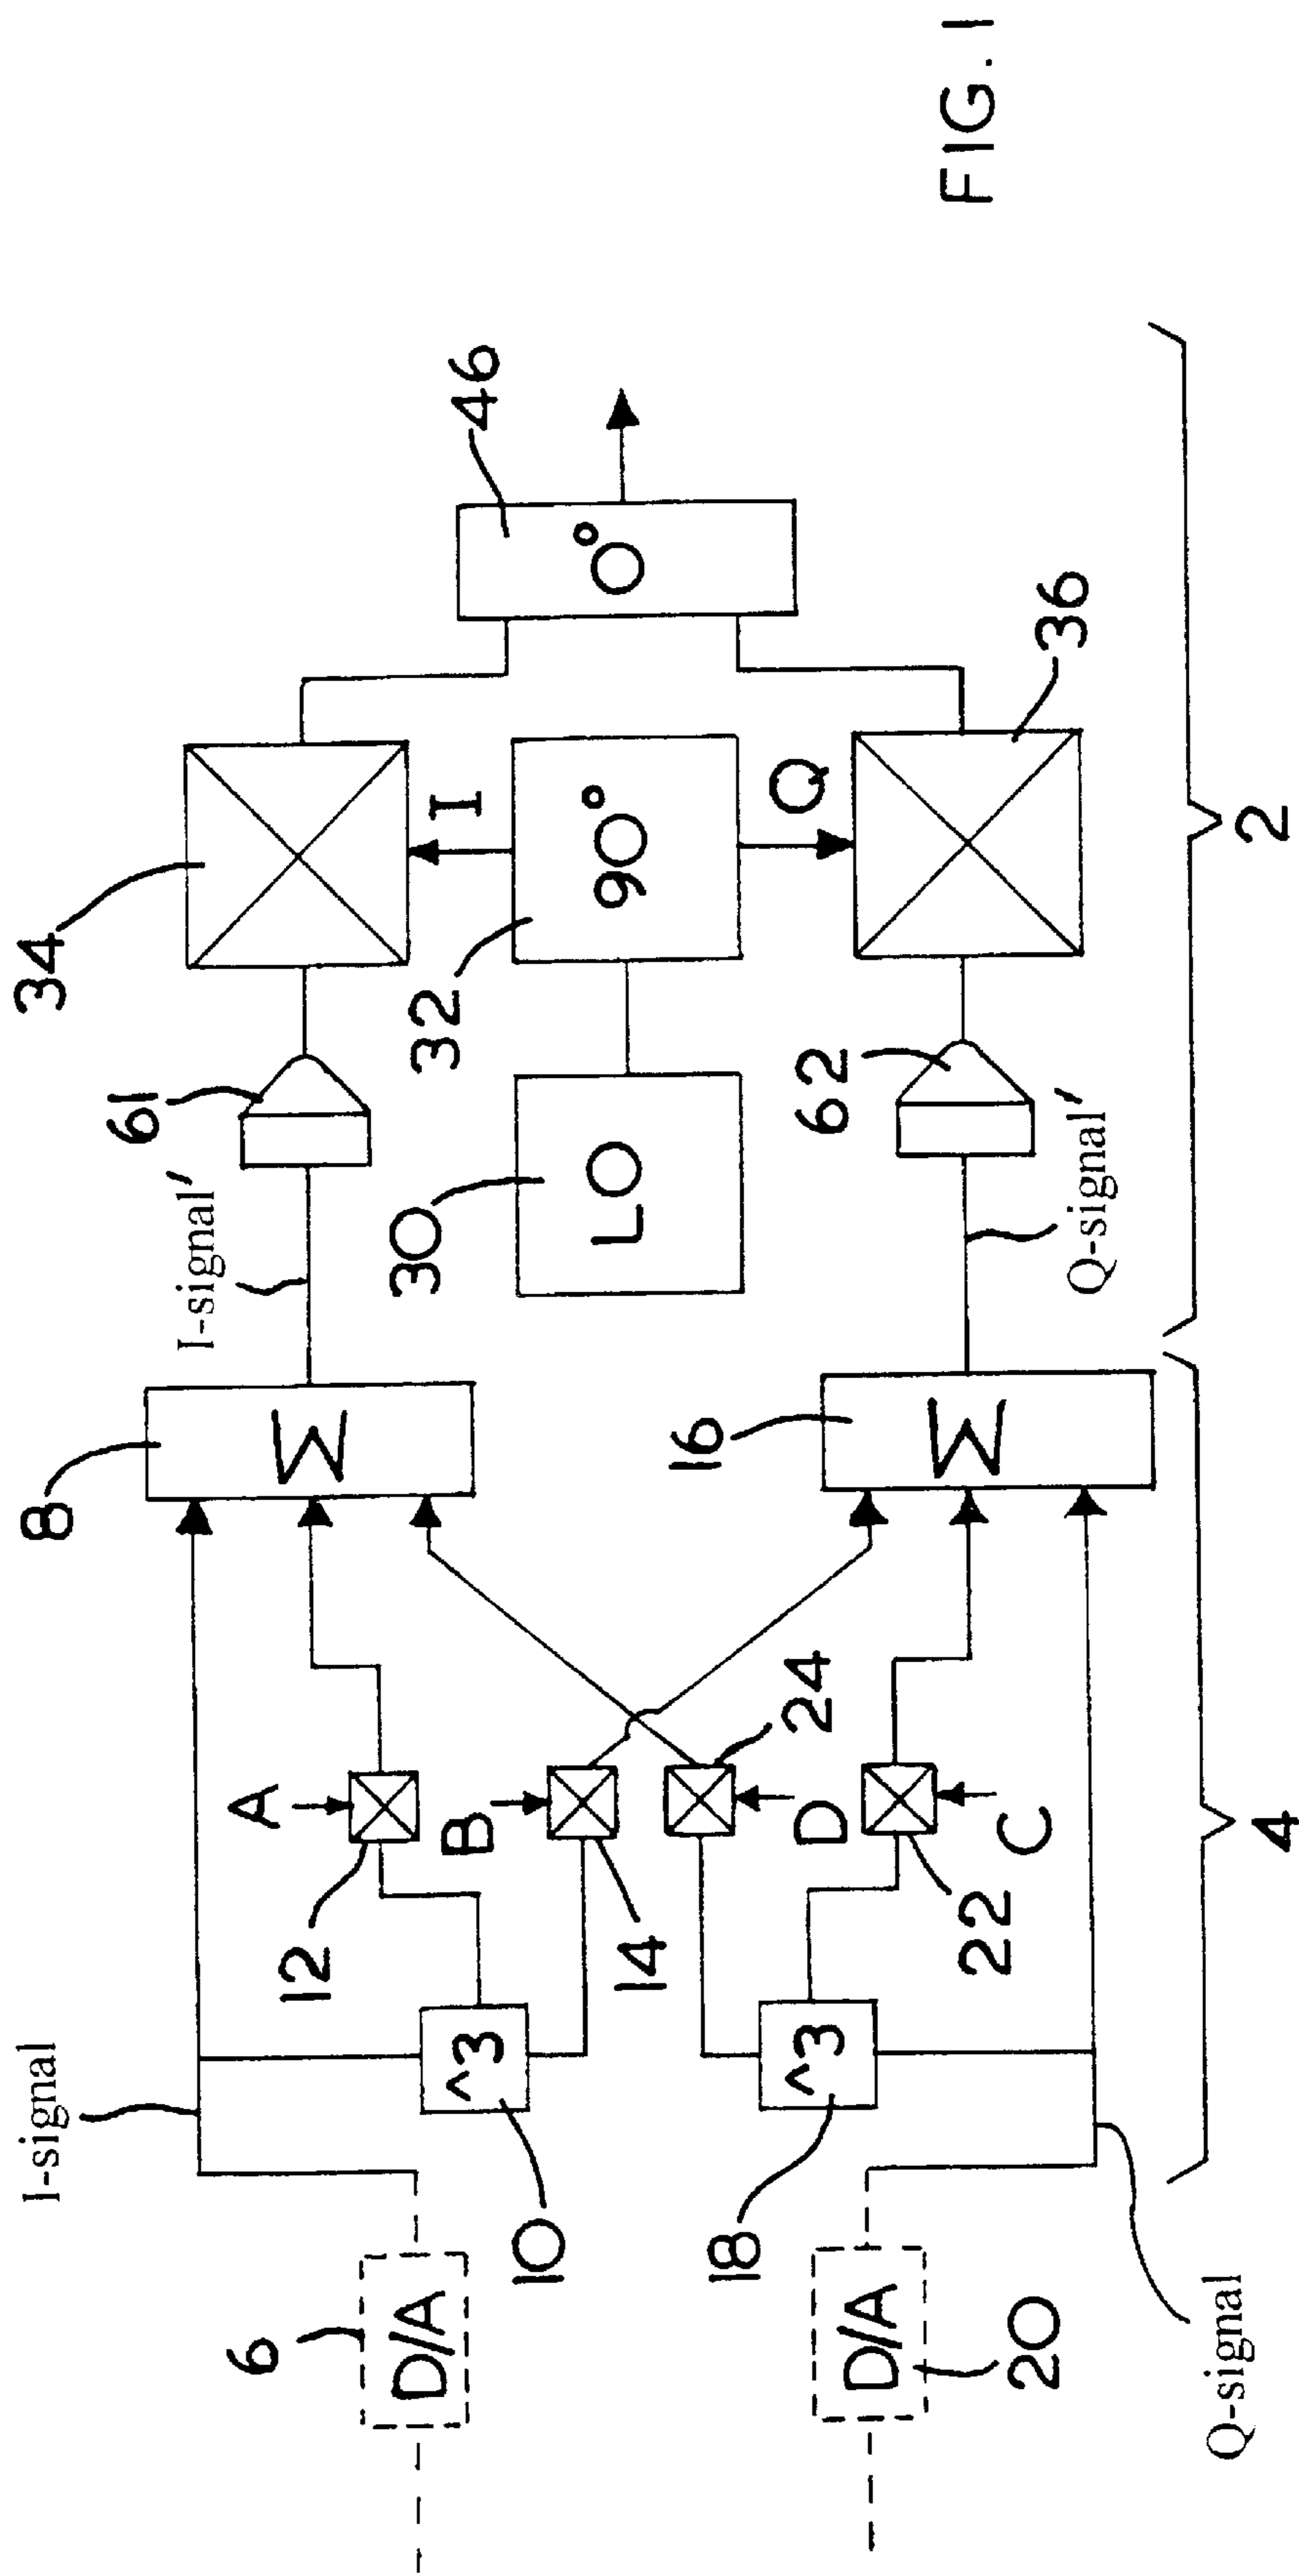 FIG. 1
I-signal
6
D/A
10
^3
12
A
B
14
8
Σ
I-signal′
61
34
I
30
LO
32
90°
Q
46
0°
20
D/A
18
^3
24
D
22
C
16
Σ
Q-signal′
62
36
Q-signal
4
2